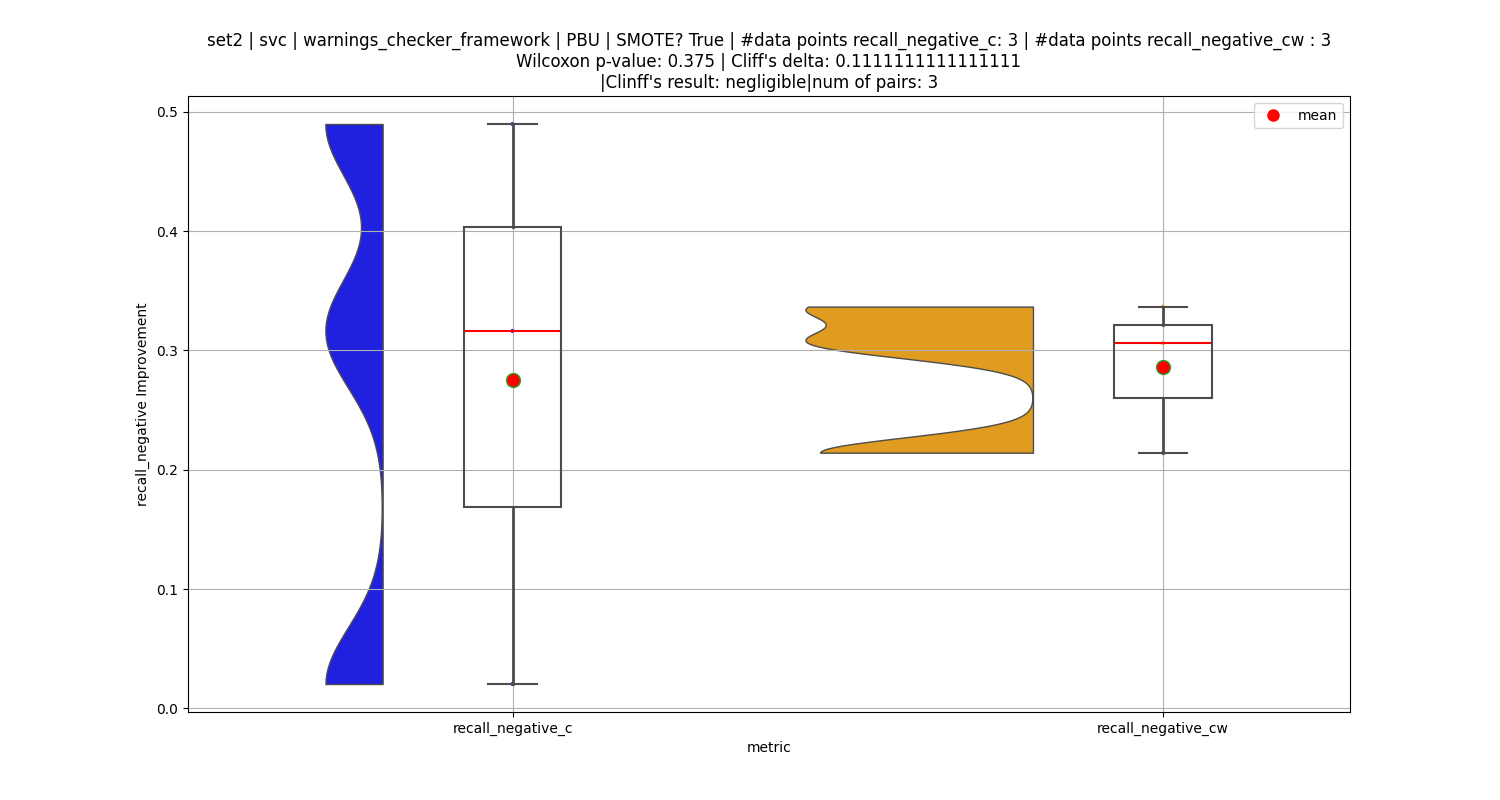 set2 | svc | warnings_checker_framework | PBU | SMOTE? True | #data points recall_negative_c: 3 | #data points recall_negative_cw : 3
Wilcoxon p-value: 0.375 | Cliff's delta: 0.1111111111111111
|Clinff's result: negligible|num of pairs: 3
mean
0.5
0.4
0.3
0.2
0.1
0.0
recall_negative Improvement
recall_negative_c
recall_negative_cw
metric